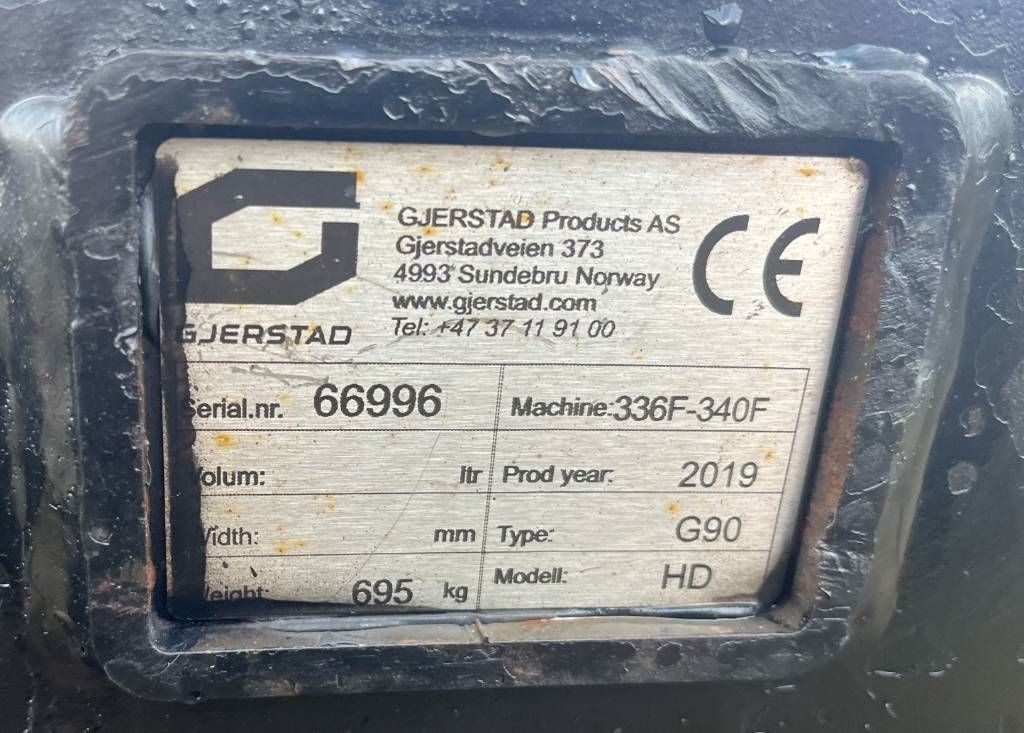 GJERSTAD Products AS
Gjerstadveien 373
4993 Sundebru Norway
www.gjerstad.com
Tel: +47 37 11 91 00
CE
GJERSTAD
Serial.nr. 66996 Machine: 336F-340F
Volum: ltr Prod year: 2019
Width: mm Type: G90
Weight: 695 kg Modell: HD